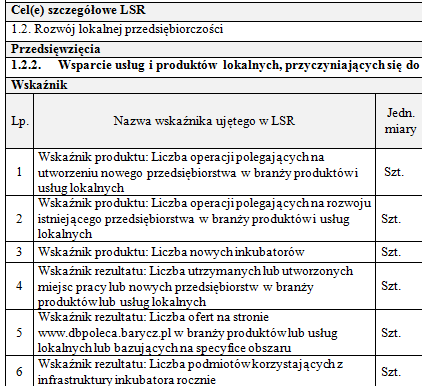 Cel(e) szczegółowe LSR
1.2. Rozwój lokalnej przedsiębiorczości
Przedsięwzięcia
1.2.2. Wsparcie usług i produktów lokalnych, przyczyniających się do
Wskaźnik
Lp. Nazwa wskaźnika ujętego w LSR Jedn. miary
1 Wskaźnik produktu: Liczba operacji polegających na
utworzeniu nowego przedsiębiorstwa w branży produktów i
usług lokalnych
Szt.
2 Wskaźnik produktu: Liczba operacji polegających na rozwoju
istniejącego przedsiębiorstwa w branży produktów i usług
lokalnych
Szt.
3 Wskaźnik produktu: Liczba nowych inkubatorów Szt.
4 Wskaźnik rezultatu: Liczba utrzymanych lub utworzonych
miejsc pracy lub nowych przedsiębiorstw w branży
produktów lub usług lokalnych
Szt.
5 Wskaźnik rezultatu: Liczba ofert na stronie
www.dbpoleca.barycz.pl w branży produktów lub usług
lokalnych lub bazujących na specyfice obszaru
Szt.
6 Wskaźnik rezultatu: Liczba podmiotów korzystających z
infrastruktury inkubatora rocznie
Szt.